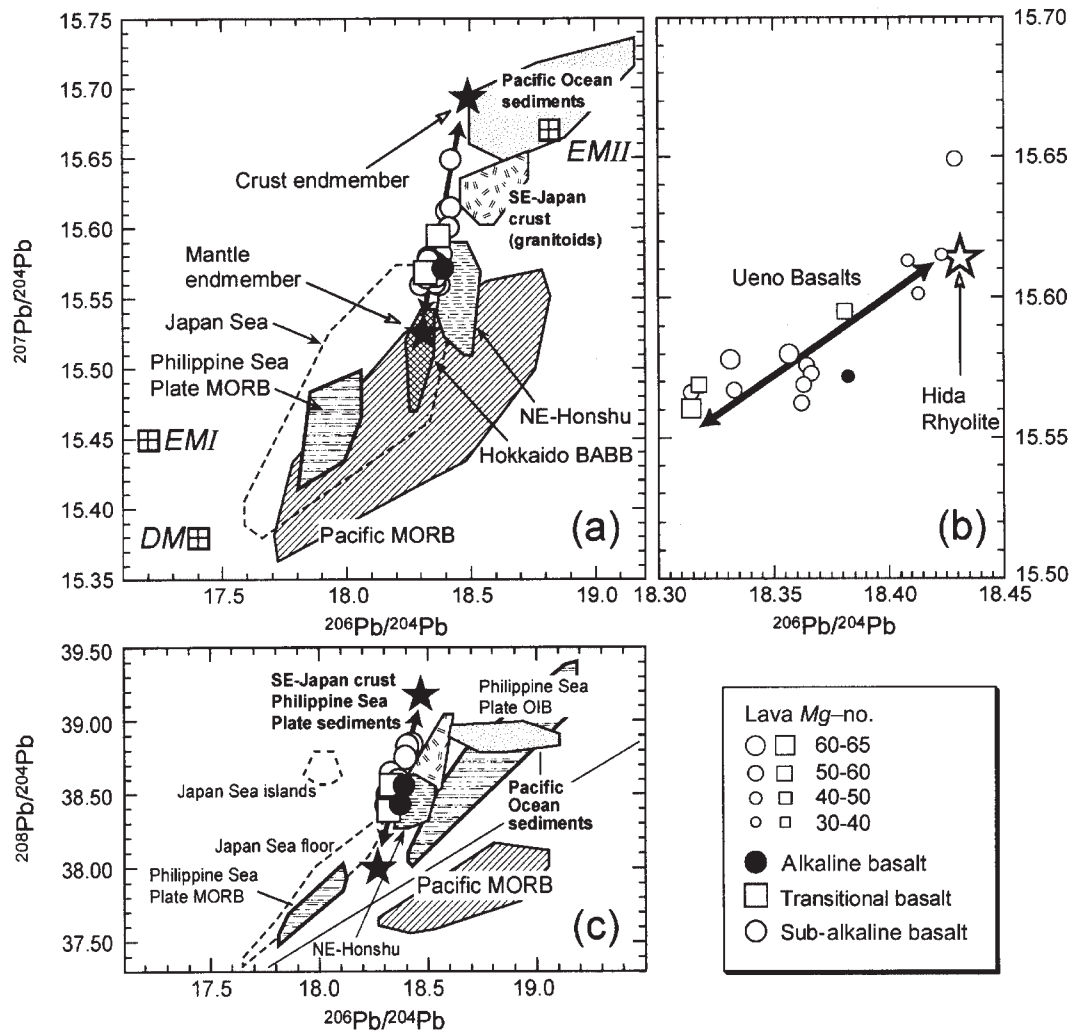 15.75
15.70
15.65
15.60
15.55
15.50
15.45
15.40
15.35
207Pb/204Pb
17.5
18.0
18.5
19.0
206Pb/204Pb
Pacific Ocean
sediments
EMII
Crust endmember
SE-Japan
crust
(granitoids)
Mantle
endmember
Japan Sea
Philippine Sea
Plate MORB
NE-Honshu
EMI
Hokkaido BABB
DM
Pacific MORB
(a)
15.70
15.65
15.60
15.55
15.50
Ueno Basalts
Hida
Rhyolite
(b)
18.30
18.35
18.40
18.45
206Pb/204Pb
39.50
39.00
38.50
38.00
37.50
208Pb/204Pb
SE-Japan crust
Philippine Sea
Plate sediments
Philippine Sea
Plate OIB
Japan Sea islands
Pacific
Ocean
sediments
Japan Sea floor
Philippine Sea
Plate MORB
Pacific MORB
NE-Honshu
(c)
17.5
18.0
18.5
19.0
206Pb/204Pb
Lava Mg–no.
60-65
50-60
40-50
30-40
Alkaline basalt
Transitional basalt
Sub-alkaline basalt